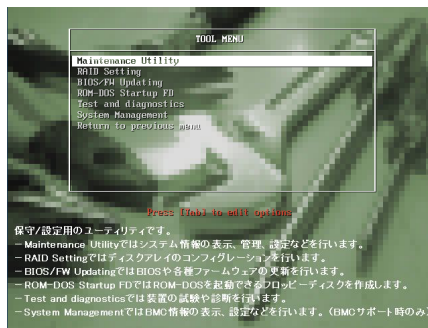 TOOL MENU
Maintenance Utility
RAID Setting
BIOS/FW Updating
ROM-DOS Startup FD
Test and diagnostics
System Management
Return to previous menu
Press [Tab] to edit options
保守/設定用のユーティリティです。
－Maintenance Utilityではシステム情報の表示、管理、設定などを行います。
－RAID Settingではディスクアレイのコンフィグレーションを行います。
－BIOS/FW UpdatingではBIOSや各種ファームウェアの更新を行います。
－ROM-DOS Startup FDではROM-DOSを起動できるフロッピーディスクを作成します。
－Test and diagnosticsでは装置の試験や診断を行います。
－System ManagementではBMC情報の表示、設定などを行います。（BMCサポート時のみ）